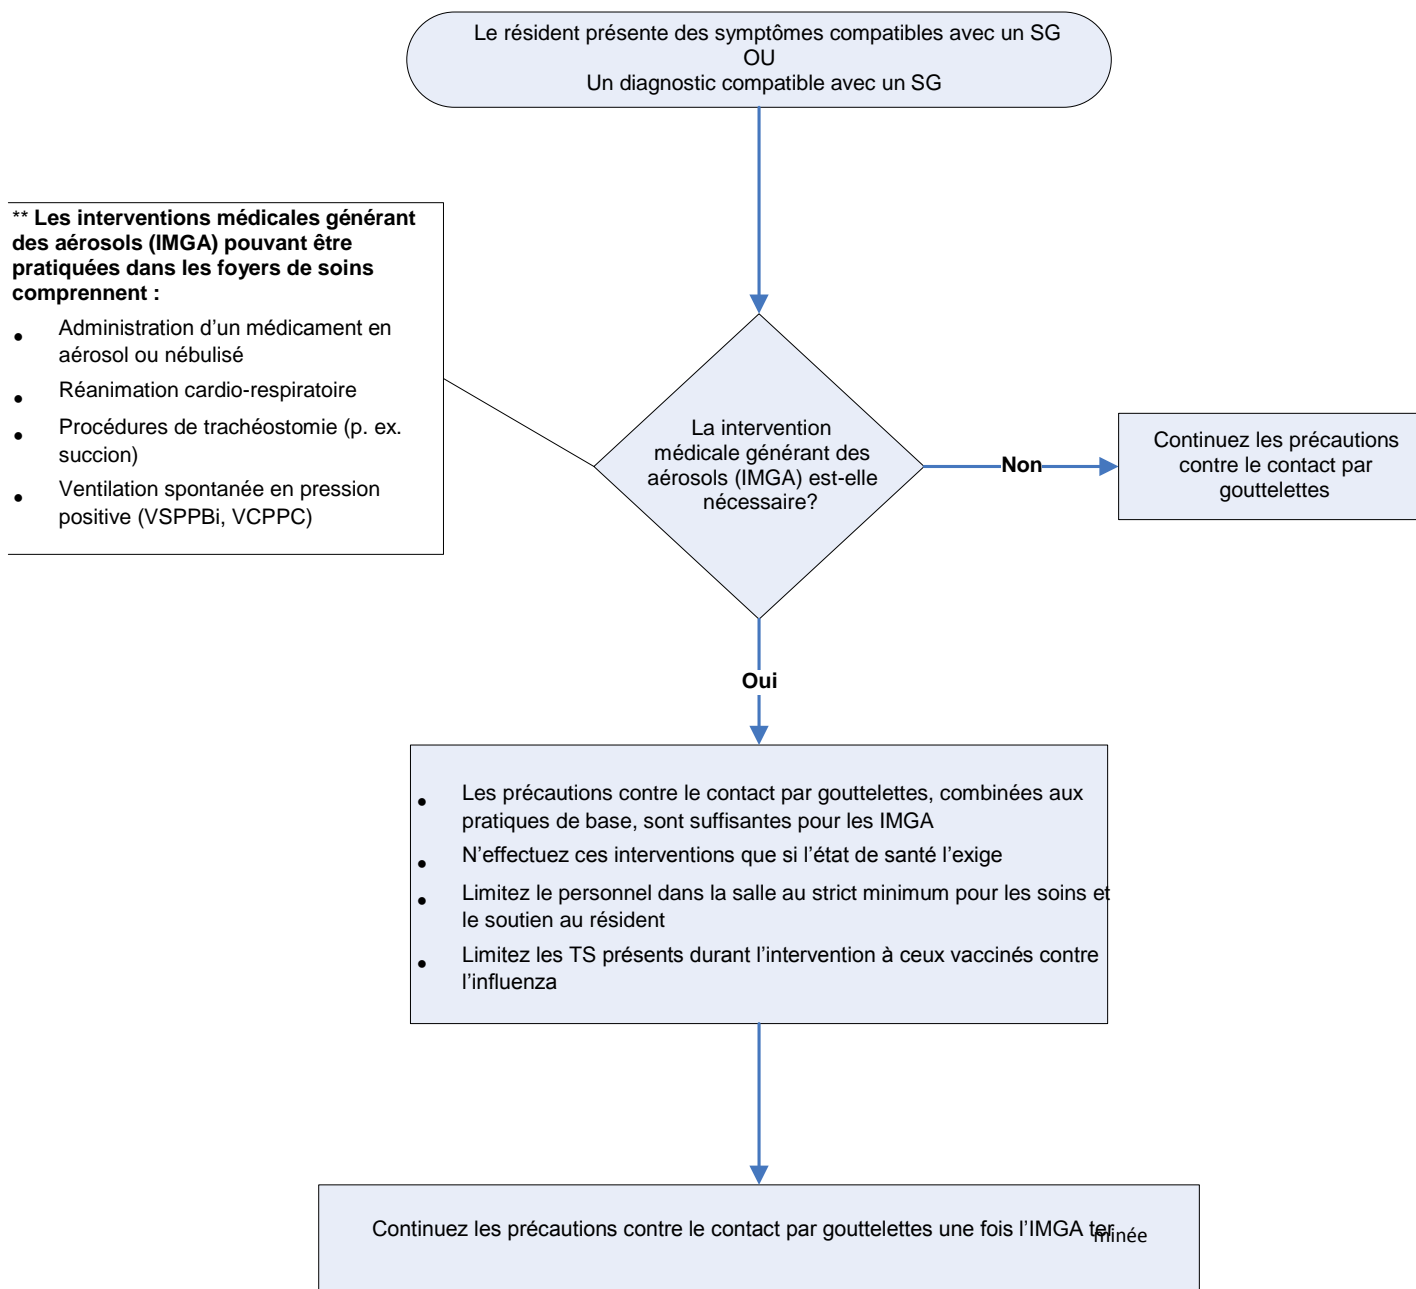 Le résident présente des symptômes compatibles avec un SG
OU
Un diagnostic compatible avec un SG
** Les interventions médicales générant
des aérosols (IMGA) pouvant être
pratiquées dans les foyers de soins
comprennent :
• Administration d’un médicament en
aérosol ou nébulisé
• Réanimation cardio-respiratoire
• Procédures de trachéostomie (p. ex.
succion)
• Ventilation spontanée en pression
positive (VSPPBi, VCPPC)
La intervention
médicale générant des
aérosols (IMGA) est-elle
nécessaire?
Non
Continuez les précautions
contre le contact par
gouttelettes
Oui
• Les précautions contre le contact par gouttelettes, combinées aux
pratiques de base, sont suffisantes pour les IMGA
• N’effectuez ces interventions que si l’état de santé l’exige
• Limitez le personnel dans la salle au strict minimum pour les soins et
le soutien au résident
• Limitez les TS présents durant l’intervention à ceux vaccinés contre
l’influenza
Continuez les précautions contre le contact par gouttelettes une fois l’IMGA terminée